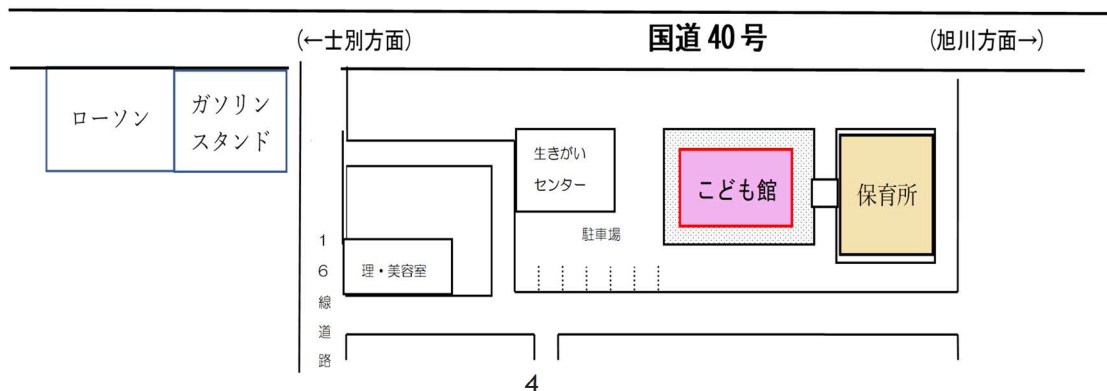 (←士別方面)
国道 40 号
(旭川方面→)
ローソン
ガソリン
スタンド
生きがい
センター
こども館
保育所
駐車場
理・美容室
1
6
線
道
路
4